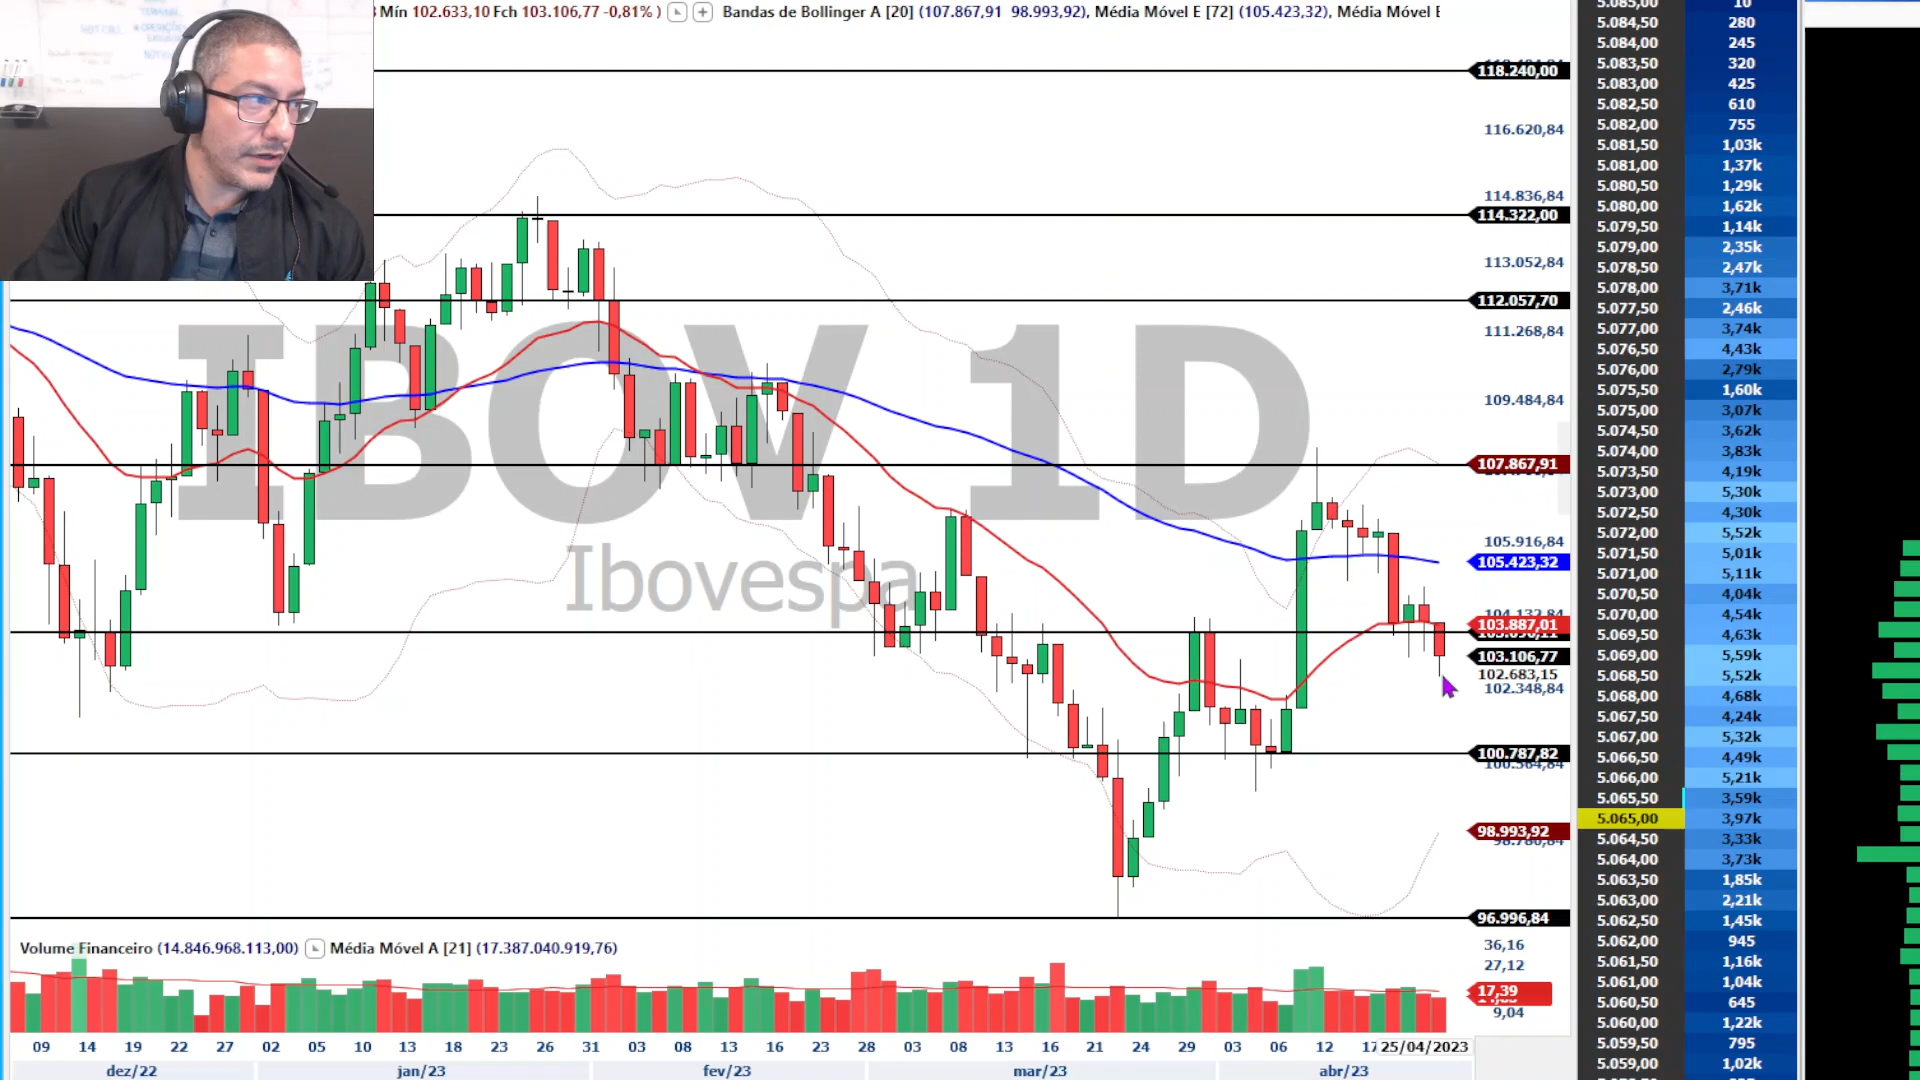 Mín 102.633,10 Fch 103.106,77 -0,81% ) Bandas de Bollinger A [20] (107.867,91 98.993,92), Média Móvel E [72] (105.423,32), Média Móvel E
118.240,00
116.620,84
114.836,84
114.322,00
113.052,84
112.057,70
111.268,84
109.484,84
107.867,91
105.916,84
105.423,32
104.132,84
103.887,01
103.106,77
102.683,15
102.348,84
100.787,82
100.564,84
98.993,92
98.780,84
96.996,84
IBOV 1D
Ibovespa
Volume Financeiro (14.846.968.113,00) Média Móvel A [21] (17.387.040.919,76)
36,16
27,12
17,39
9,04
09 14 19 22 27 02 05 10 13 18 23 26 31 03 08 13 16 23 28 03 08 13 16 21 24 29 03 06 12 17 25/04/2023
dez/22 jan/23 fev/23 mar/23 abr/23
5.085,00 10
5.084,50 280
5.084,00 245
5.083,50 320
5.083,00 425
5.082,50 610
5.082,00 755
5.081,50 1,03k
5.081,00 1,37k
5.080,50 1,29k
5.080,00 1,62k
5.079,50 1,14k
5.079,00 2,35k
5.078,50 2,47k
5.078,00 3,71k
5.077,50 2,46k
5.077,00 3,74k
5.076,50 4,43k
5.076,00 2,79k
5.075,50 1,60k
5.075,00 3,07k
5.074,50 3,62k
5.074,00 3,83k
5.073,50 4,19k
5.073,00 5,30k
5.072,50 4,30k
5.072,00 5,52k
5.071,50 5,01k
5.071,00 5,11k
5.070,50 4,04k
5.070,00 4,54k
5.069,50 4,63k
5.069,00 5,59k
5.068,50 5,52k
5.068,00 4,68k
5.067,50 4,24k
5.067,00 5,32k
5.066,50 4,49k
5.066,00 5,21k
5.065,50 3,59k
5.065,00 3,97k
5.064,50 3,33k
5.064,00 3,73k
5.063,50 1,85k
5.063,00 2,21k
5.062,50 1,45k
5.062,00 945
5.061,50 1,16k
5.061,00 1,04k
5.060,50 645
5.060,00 1,22k
5.059,50 795
5.059,00 1,02k